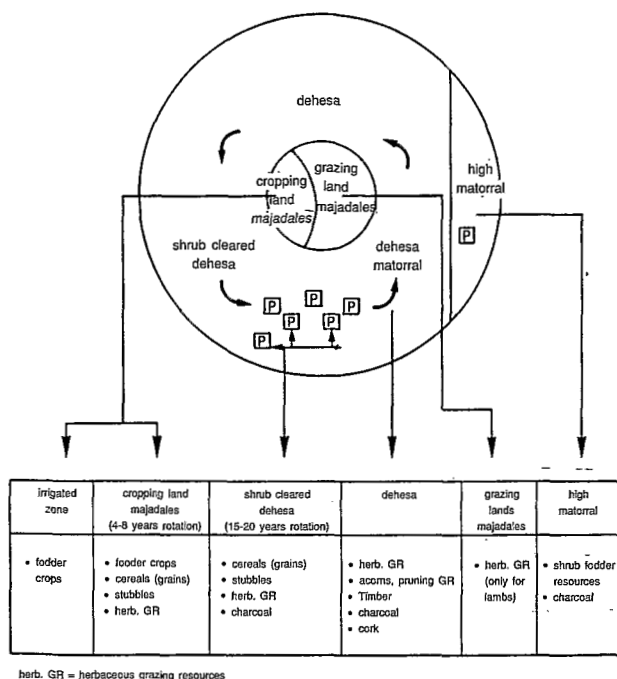 dehesa
high
matorral
P
grazing
land
majadales
cropping
land
majadales
shrub cleared
dehesa
dehesa
matorral
P
P
P
P
P
P
irrigated
zone
cropping land
majadales
(4-8 years rotation)
shrub cleared
dehesa
(15-20 years rotation)
dehesa
grazing
lands
majadales
high
matorral
• fodder
crops
• fooder crops
• cereals (grains)
• stubbles
• herb. GR
• cereals (grains)
• stubbles
• herb. GR
• charcoal
• herb. GR
• acorns, pruning GR
• Timber
• charcoal
• cork
• herb. GR
(only for
lambs)
• shrub fodder
resources
• charcoal
herb. GR = herbaceous grazing resources